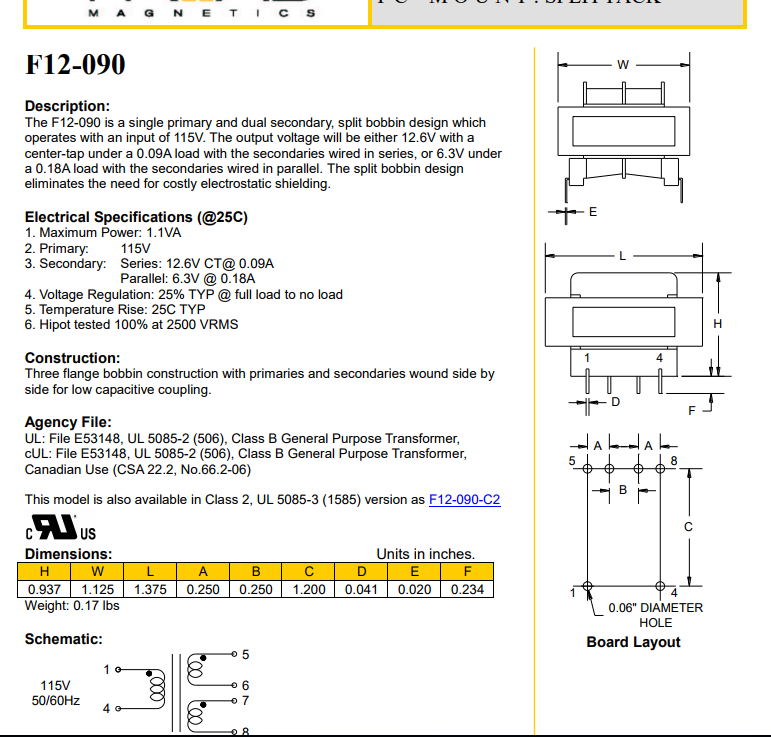 M A G N E T I C S
P C - M O U N T : SPLIT PACK
F12-090
Description:
The F12-090 is a single primary and dual secondary, split bobbin design which
operates with an input of 115V. The output voltage will be either 12.6V with a
center-tap under a 0.09A load with the secondaries wired in series, or 6.3V under
a 0.18A load with the secondaries wired in parallel. The split bobbin design
eliminates the need for costly electrostatic shielding.
Electrical Specifications (@25C)
1. Maximum Power: 1.1VA
2. Primary: 115V
3. Secondary: Series: 12.6V CT@ 0.09A
Parallel: 6.3V @ 0.18A
4. Voltage Regulation: 25% TYP @ full load to no load
5. Temperature Rise: 25C TYP
6. Hipot tested 100% at 2500 VRMS
Construction:
Three flange bobbin construction with primaries and secondaries wound side by
side for low capacitive coupling.
Agency File:
UL: File E53148, UL 5085-2 (506), Class B General Purpose Transformer,
cUL: File E53148, UL 5085-2 (506), Class B General Purpose Transformer,
Canadian Use (CSA 22.2, No.66.2-06)
This model is also available in Class 2, UL 5085-3 (1585) version as F12-090-C2
c US
Dimensions: Units in inches.
H W L A B C D E F
0.937 1.125 1.375 0.250 0.250 1.200 0.041 0.020 0.234
Weight: 0.17 lbs
Schematic:
1
115V
50/60Hz
4
5
6
7
8
W
E
L
H
1 4
D
F
A A
5 8
B
C
1 4
0.06" DIAMETER
HOLE
Board Layout